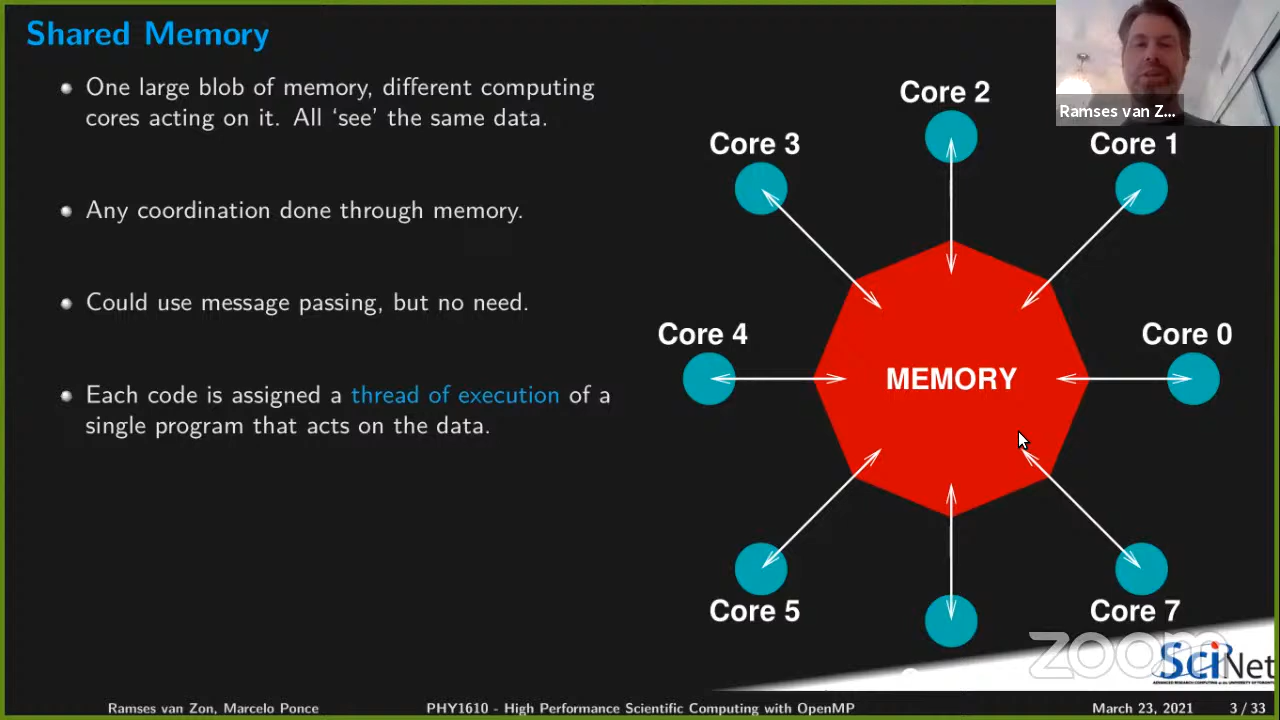 Shared Memory
One large blob of memory, different computing
cores acting on it. All ‘see’ the same data.
Any coordination done through memory.
Could use message passing, but no need.
Each code is assigned a thread of execution of a
single program that acts on the data.
Core 2
Ramses van Z...
Core 3
Core 1
Core 4
Core 0
MEMORY
Core 5
Core 7
zoom
SciNet
Ramses van Zon, Marcelo Ponce
PHY1610 - High Performance Scientific Computing with OpenMP
March 23, 2021
3 / 33